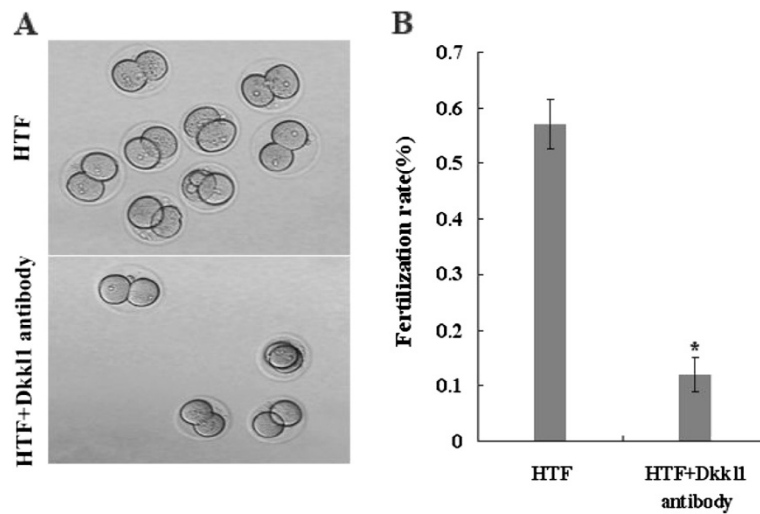 A
HTF
HTF+Dkkl1 antibody
B
Fertilization rate(%)
0.7
0.6
0.5
0.4
0.3
0.2
0.1
0
*
HTF
HTF+Dkkl1
antibody